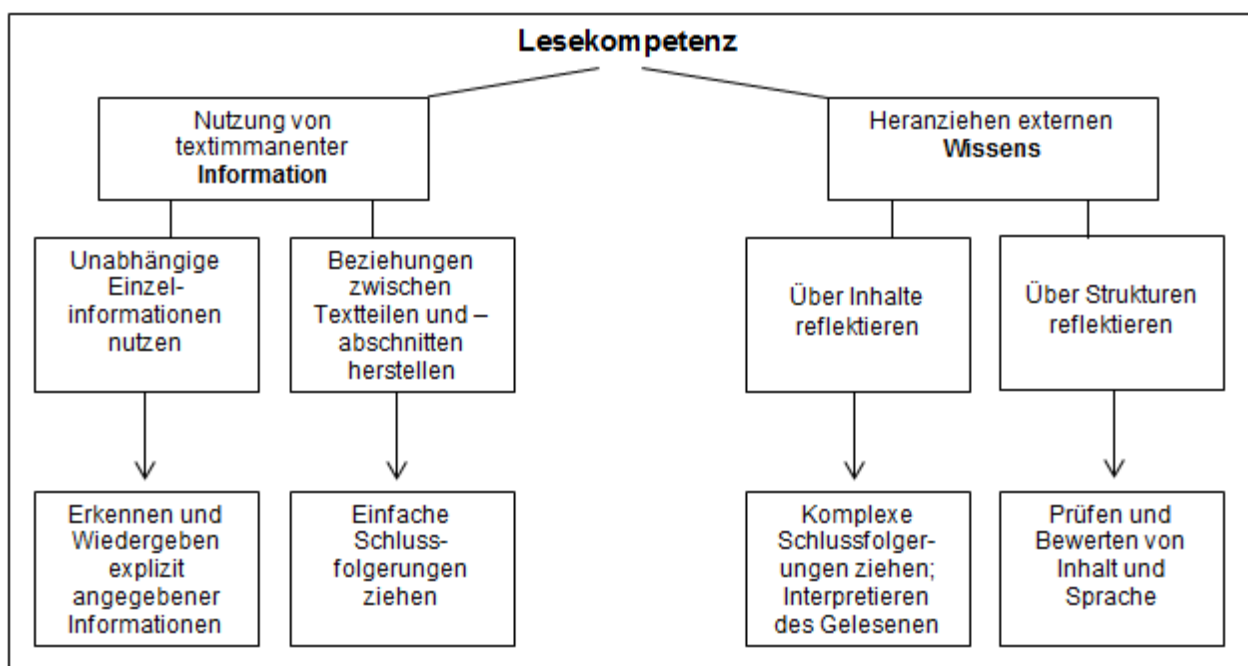 Lesekompetenz
Nutzung von
textimmanenter
Information
Heranziehen externen
Wissens
Unabhängige
Einzel-
informationen
nutzen
Beziehungen
zwischen
Textteilen und –
abschnitten
herstellen
Über Inhalte
reflektieren
Über Strukturen
reflektieren
Erkennen und
Wiedergeben
explizit
angegebener
Informationen
Einfache
Schluss-
folgerungen
ziehen
Komplexe
Schlussfolger-
ungen ziehen;
Interpretieren
des Gelesenen
Prüfen und
Bewerten von
Inhalt und
Sprache